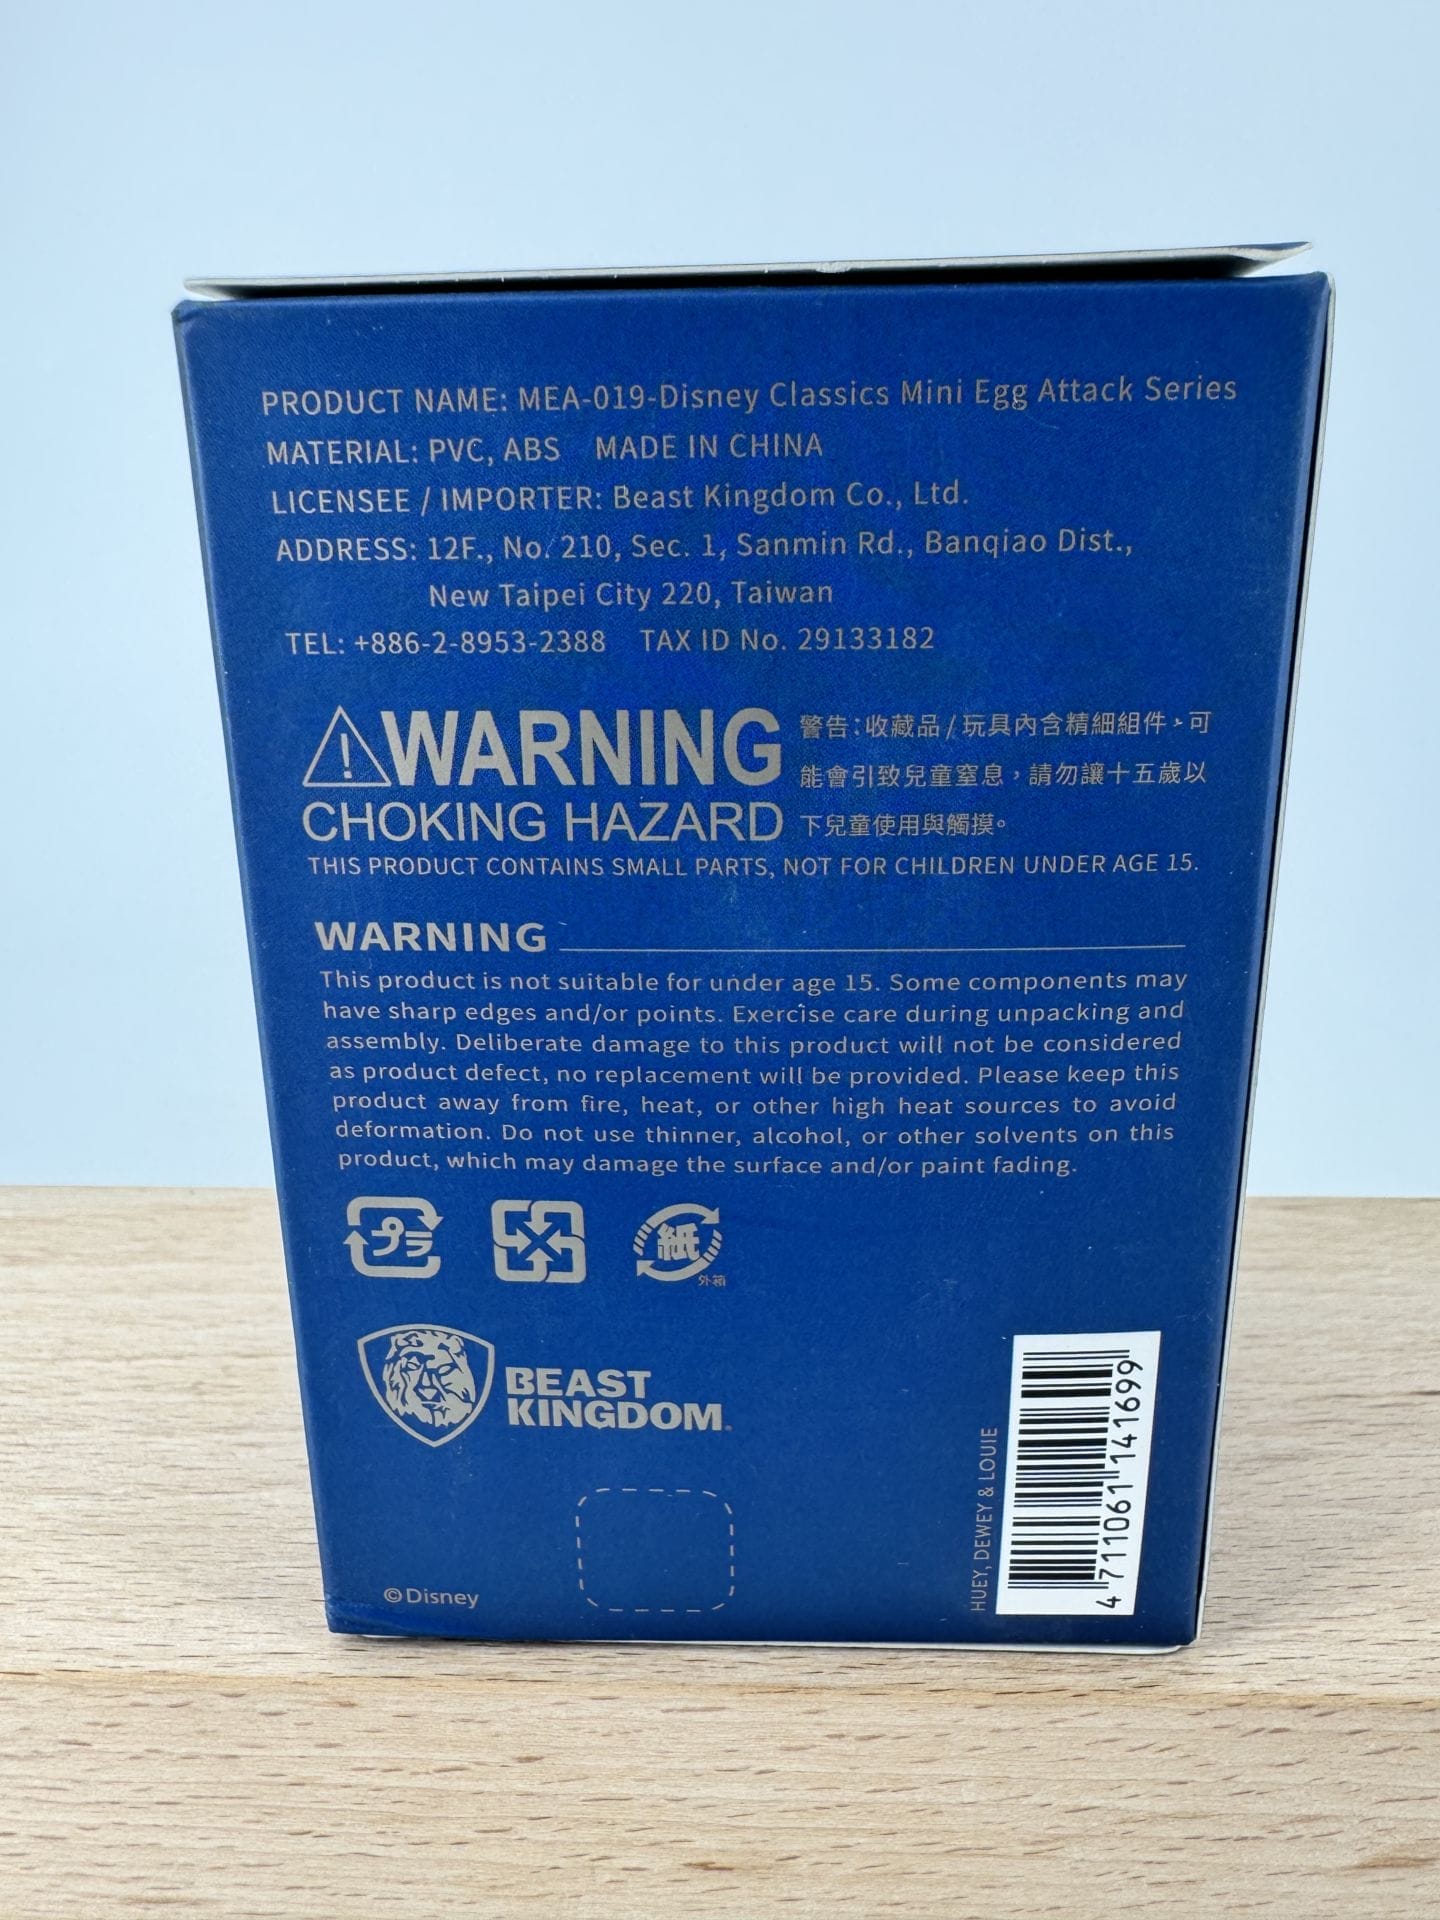 PRODUCT NAME: MEA-019-Disney Classics Mini Egg Attack Series
MATERIAL: PVC, ABS MADE IN CHINA
LICENSEE / IMPORTER: Beast Kingdom Co., Ltd.
ADDRESS: 12F., No. 210, Sec. 1, Sanmin Rd., Banqiao Dist.,
New Taipei City 220, Taiwan
TEL: +886-2-8953-2388 TAX ID No. 29133182
WARNING
CHOKING HAZARD
警告:收藏品/玩具內含精細組件、可
能會引致兒童窒息，請勿讓十五歲以
下兒童使用與觸摸。
THIS PRODUCT CONTAINS SMALL PARTS, NOT FOR CHILDREN UNDER AGE 15.
WARNING
This product is not suitable for under age 15. Some components may
have sharp edges and/or points. Exercise care during unpacking and
assembly. Deliberate damage to this product will not be considered
as product defect, no replacement will be provided. Please keep this
product away from fire, heat, or other high heat sources to avoid
deformation. Do not use thinner, alcohol, or other solvents on this
product, which may damage the surface and/or paint fading.
プラ
紙
外箱
BEAST
KINGDOM
©Disney
HUEY, DEWEY & LOUIE
4 711061 141699